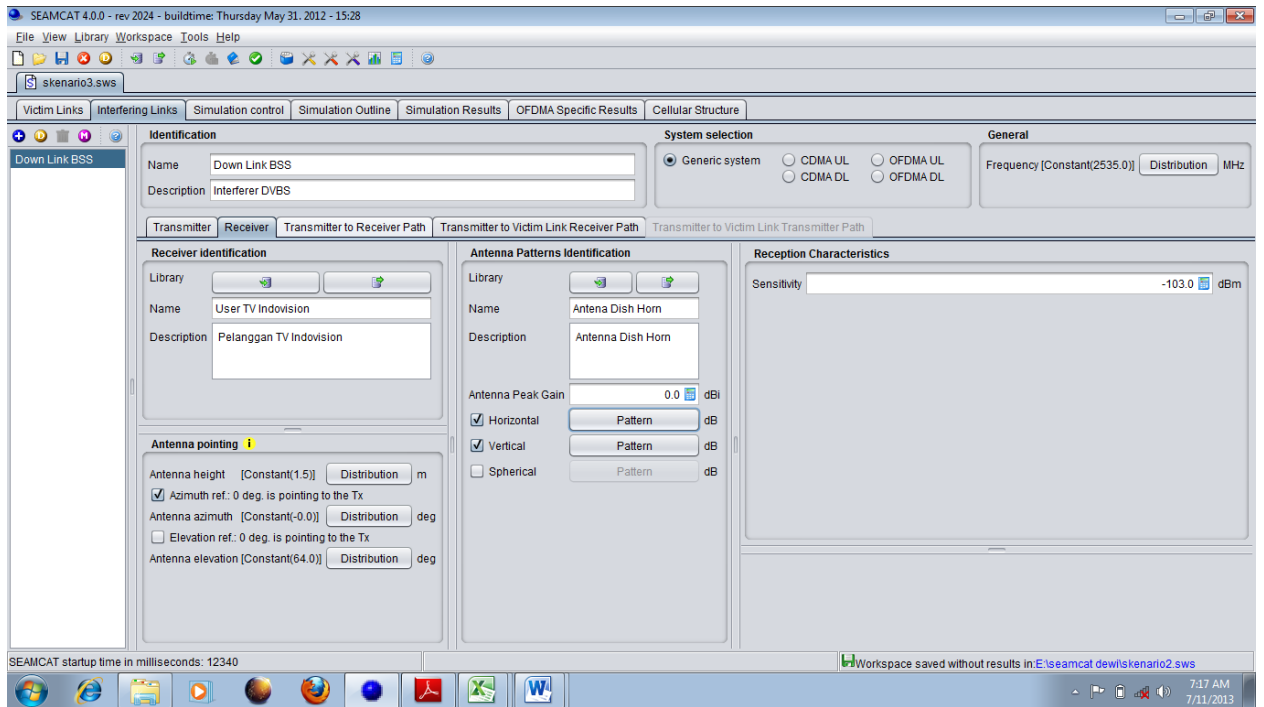 SEAMCAT 4.0.0 - rev 2024 - buildtime: Thursday May 31. 2012 - 15:28
File View Library Workspace Tools Help
skenario3.sws
Victim Links Interfering Links Simulation control Simulation Outline Simulation Results OFDMA Specific Results Cellular Structure
Down Link BSS
Identification
Name Down Link BSS
Description Interferer DVBS
System selection
Generic system CDMA UL OFDMA UL
CDMA DL OFDMA DL
General
Frequency [Constant(2535.0)] Distribution MHz
Transmitter Receiver Transmitter to Receiver Path Transmitter to Victim Link Receiver Path Transmitter to Victim Link Transmitter Path
Receiver identification
Library
Name User TV Indovision
Description Pelanggan TV Indovision
Antenna pointing i
Antenna height [Constant(1.5)] Distribution m
Azimuth ref.: 0 deg. is pointing to the Tx
Antenna azimuth [Constant(-0.0)] Distribution deg
Elevation ref.: 0 deg. is pointing to the Tx
Antenna elevation [Constant(64.0)] Distribution deg
Antenna Patterns Identification
Library
Name Antena Dish Horn
Description Antenna Dish Horn
Antenna Peak Gain 0.0 dBi
Horizontal Pattern dB
Vertical Pattern dB
Spherical Pattern dB
Reception Characteristics
Sensitivity -103.0 dBm
SEAMCAT startup time in milliseconds: 12340
Workspace saved without results in:E:\seamcat dewi\skenario2.sws
7:17 AM
7/11/2013